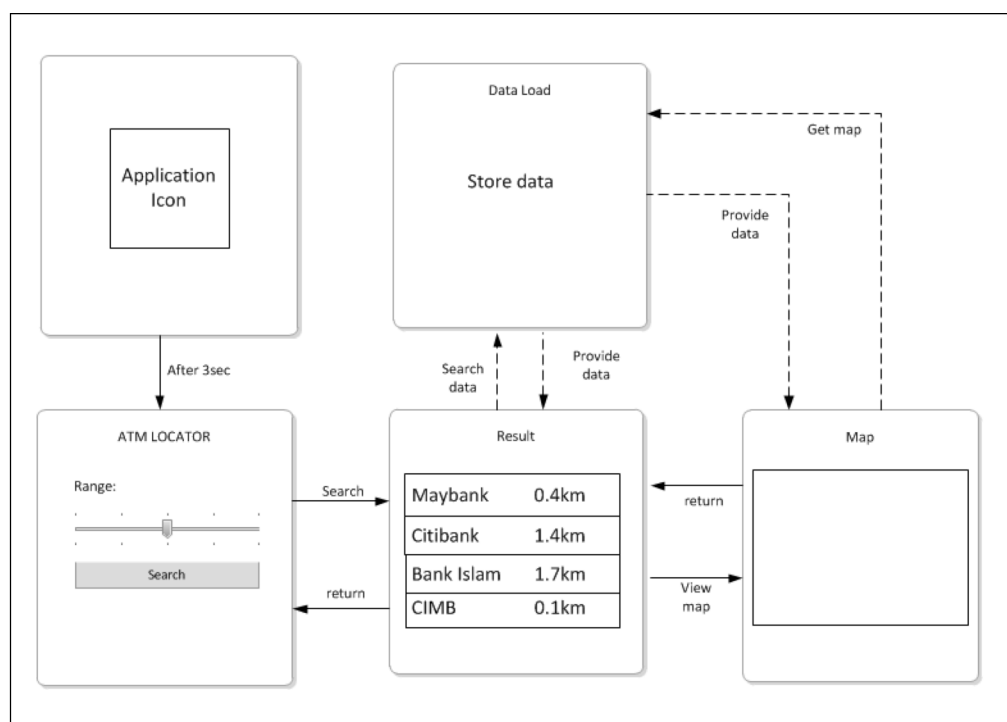 Application
Icon
After 3sec
Data Load
Store data
Get map
Provide
data
Search
data
Provide
data
ATM LOCATOR
Range:
Search
Search
return
Result
Maybank 0.4km
Citibank 1.4km
Bank Islam 1.7km
CIMB 0.1km
return
View
map
Map